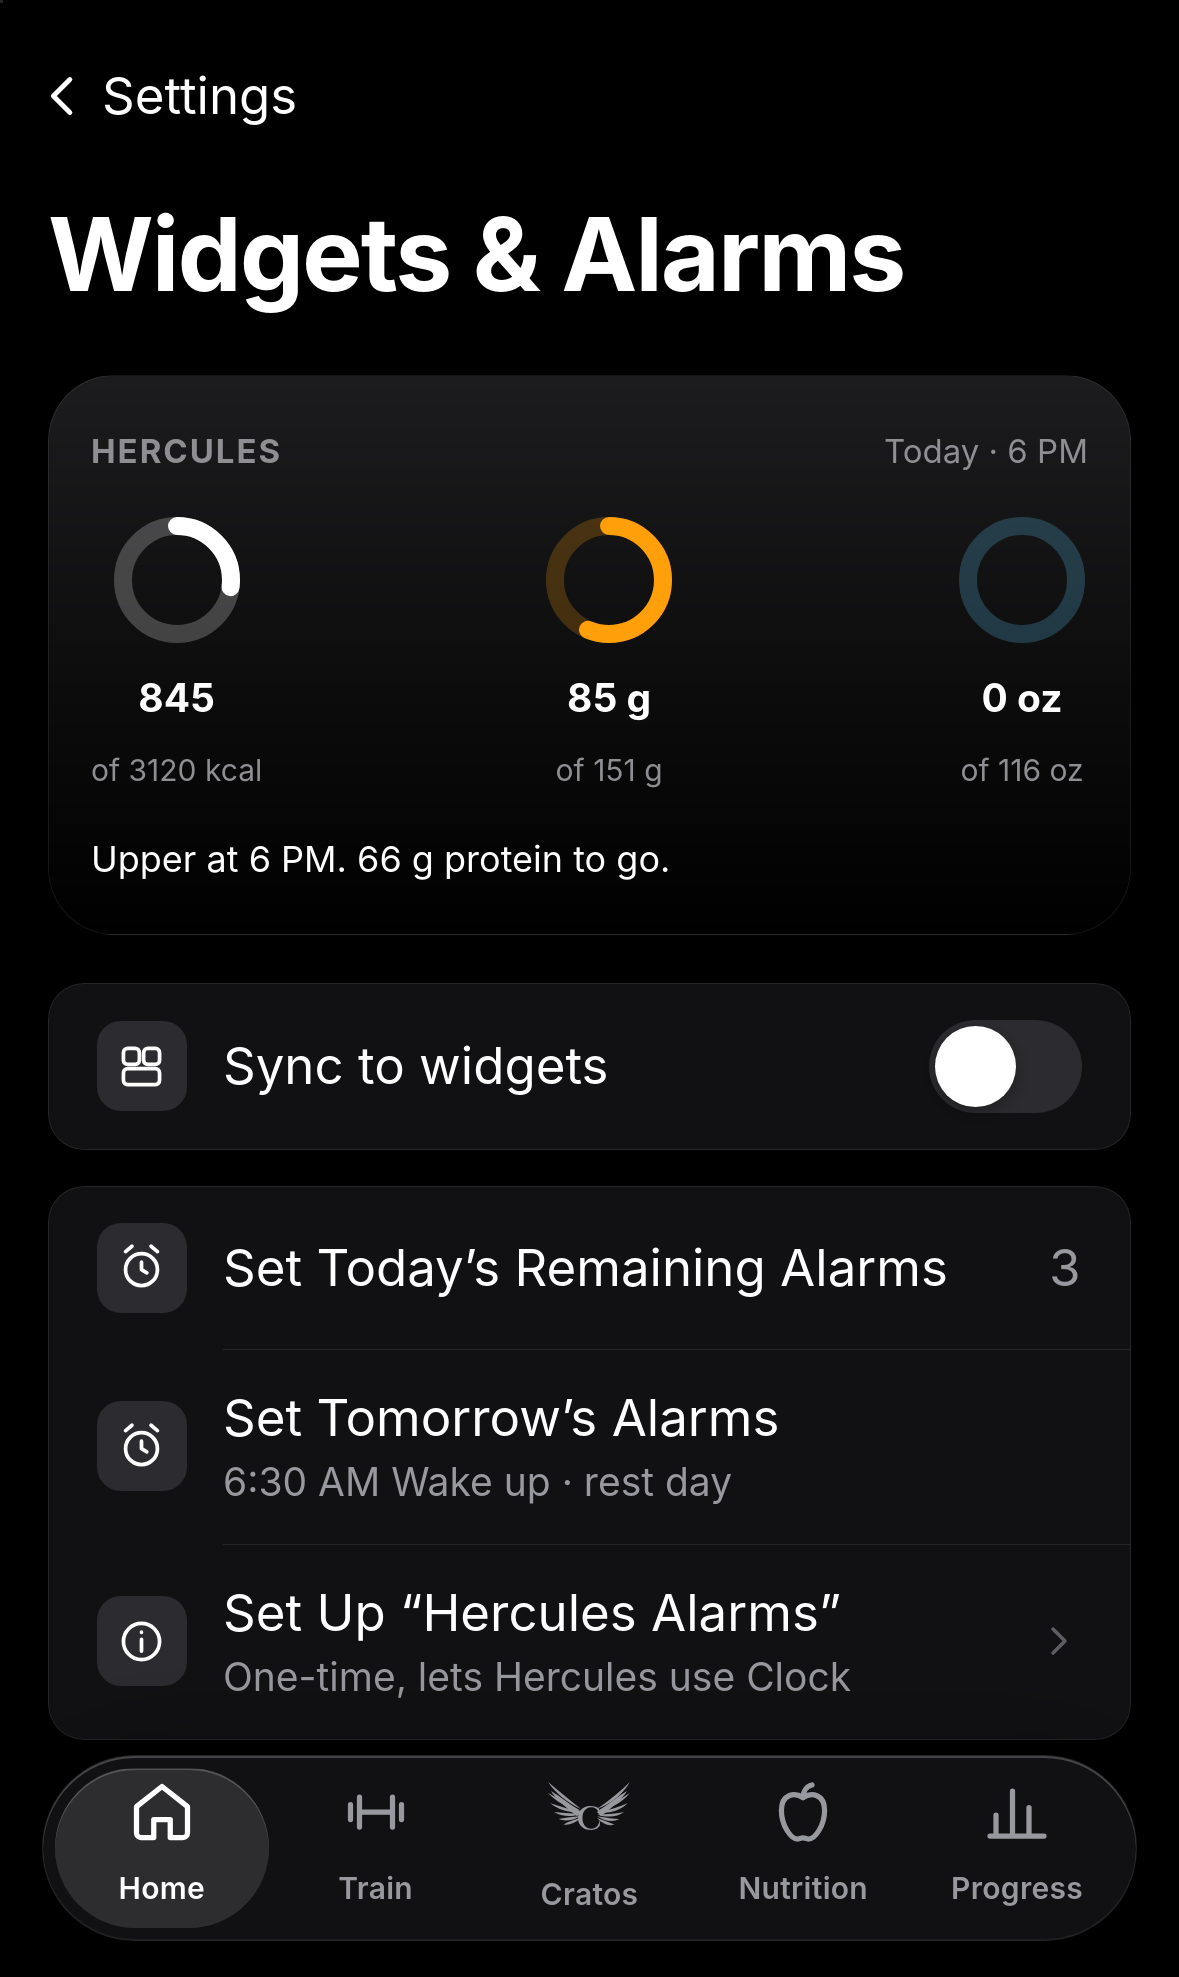 Settings
Widgets & Alarms
HERCULES
Today · 6 PM
845
85 g
0 oz
of 3120 kcal
of 151 g
of 116 oz
Upper at 6 PM. 66 g protein to go.
Sync to widgets
Set Today’s Remaining Alarms
3
Set Tomorrow’s Alarms
6:30 AM Wake up · rest day
Set Up “Hercules Alarms”
One-time, lets Hercules use Clock
C
Home
Train
Cratos
Nutrition
Progress